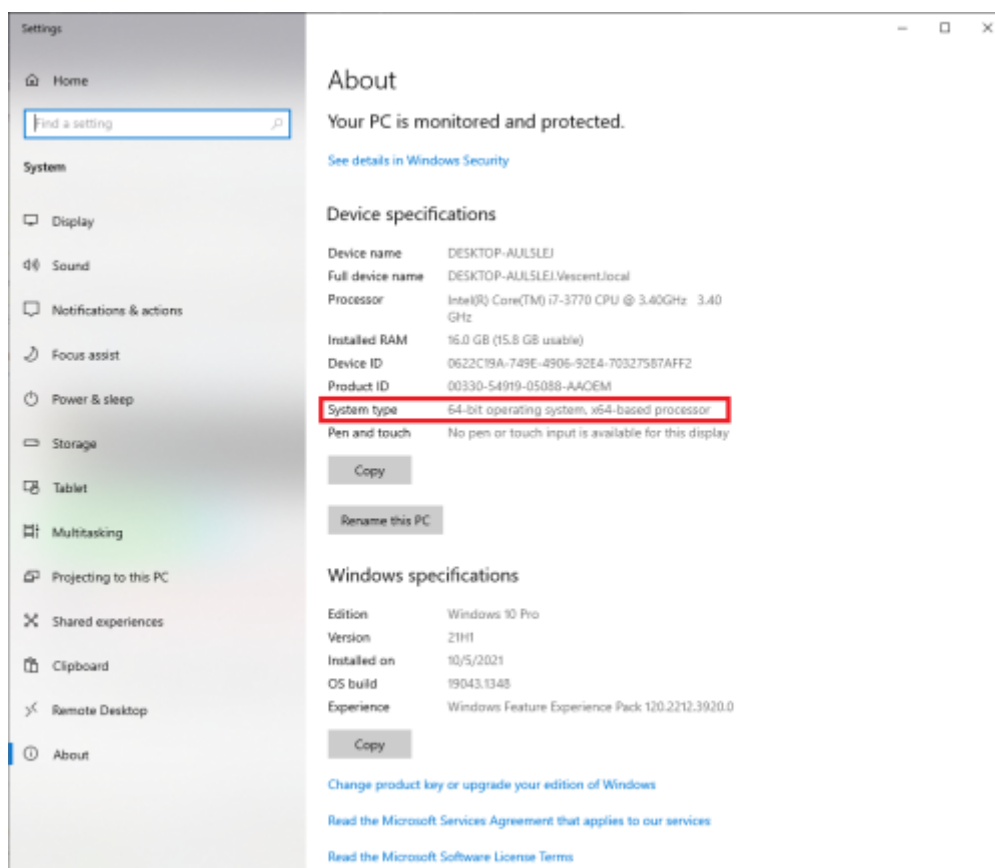 Settings
Home
Find a setting
System
Display
Sound
Notifications & actions
Focus assist
Power & sleep
Storage
Tablet
Multitasking
Projecting to this PC
Shared experiences
Clipboard
Remote Desktop
About
About
Your PC is monitored and protected.
See details in Windows Security
Device specifications
Device name DESKTOP-AUL5LEJ
Full device name DESKTOP-AUL5LEJ.Vescent.local
Processor Intel(R) Core(TM) i7-3770 CPU @ 3.40GHz 3.40
GHz
Installed RAM 16.0 GB (15.8 GB usable)
Device ID 0622C19A-749E-4906-92E4-70327587AFF2
Product ID 00330-54919-05088-AAOEM
System type 64-bit operating system, x64-based processor
Pen and touch No pen or touch input is available for this display
Copy
Rename this PC
Windows specifications
Edition Windows 10 Pro
Version 21H1
Installed on 10/5/2021
OS build 19043.1348
Experience Windows Feature Experience Pack 120.2212.3920.0
Copy
Change product key or upgrade your edition of Windows
Read the Microsoft Services Agreement that applies to our services
Read the Microsoft Software License Terms